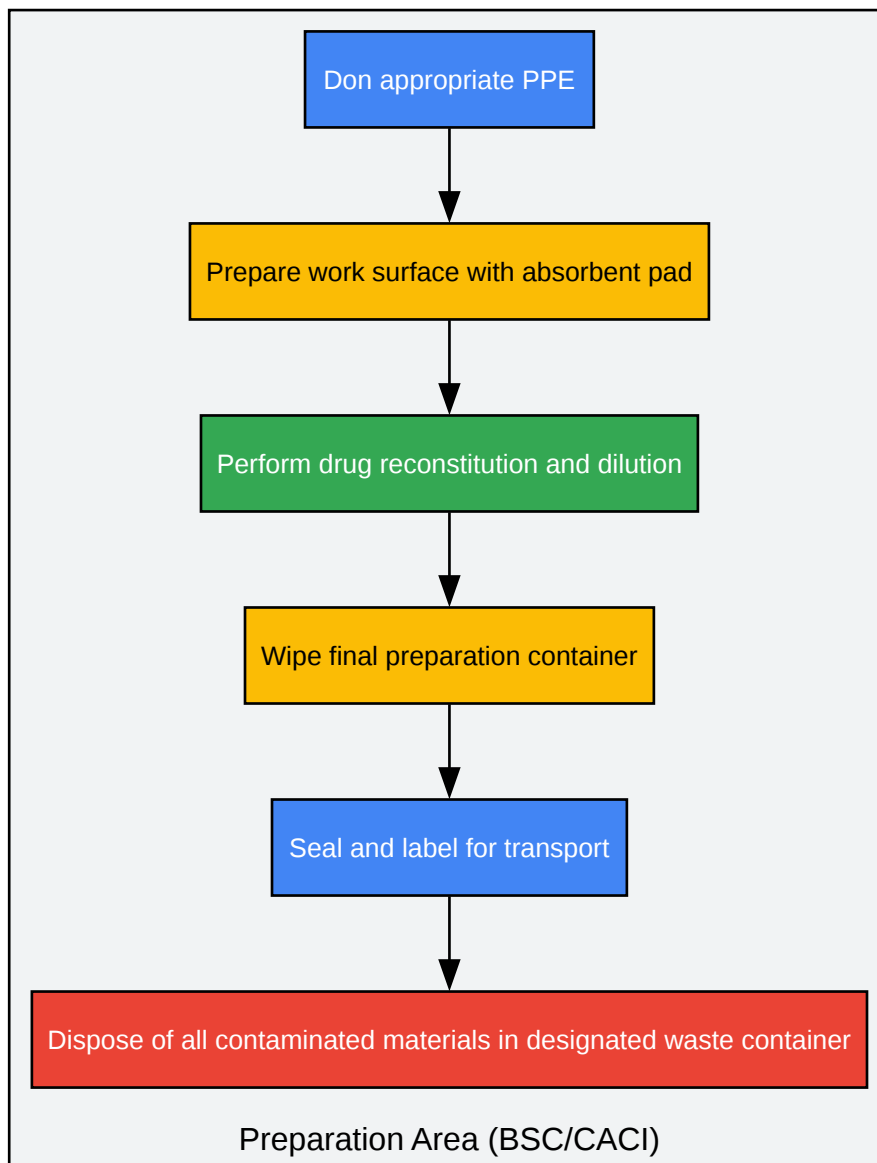 Don appropriate PPE
Prepare work surface with absorbent pad
Perform drug reconstitution and dilution
Wipe final preparation container
Seal and label for transport
Dispose of all contaminated materials in designated waste container
Preparation Area (BSC/CACI)